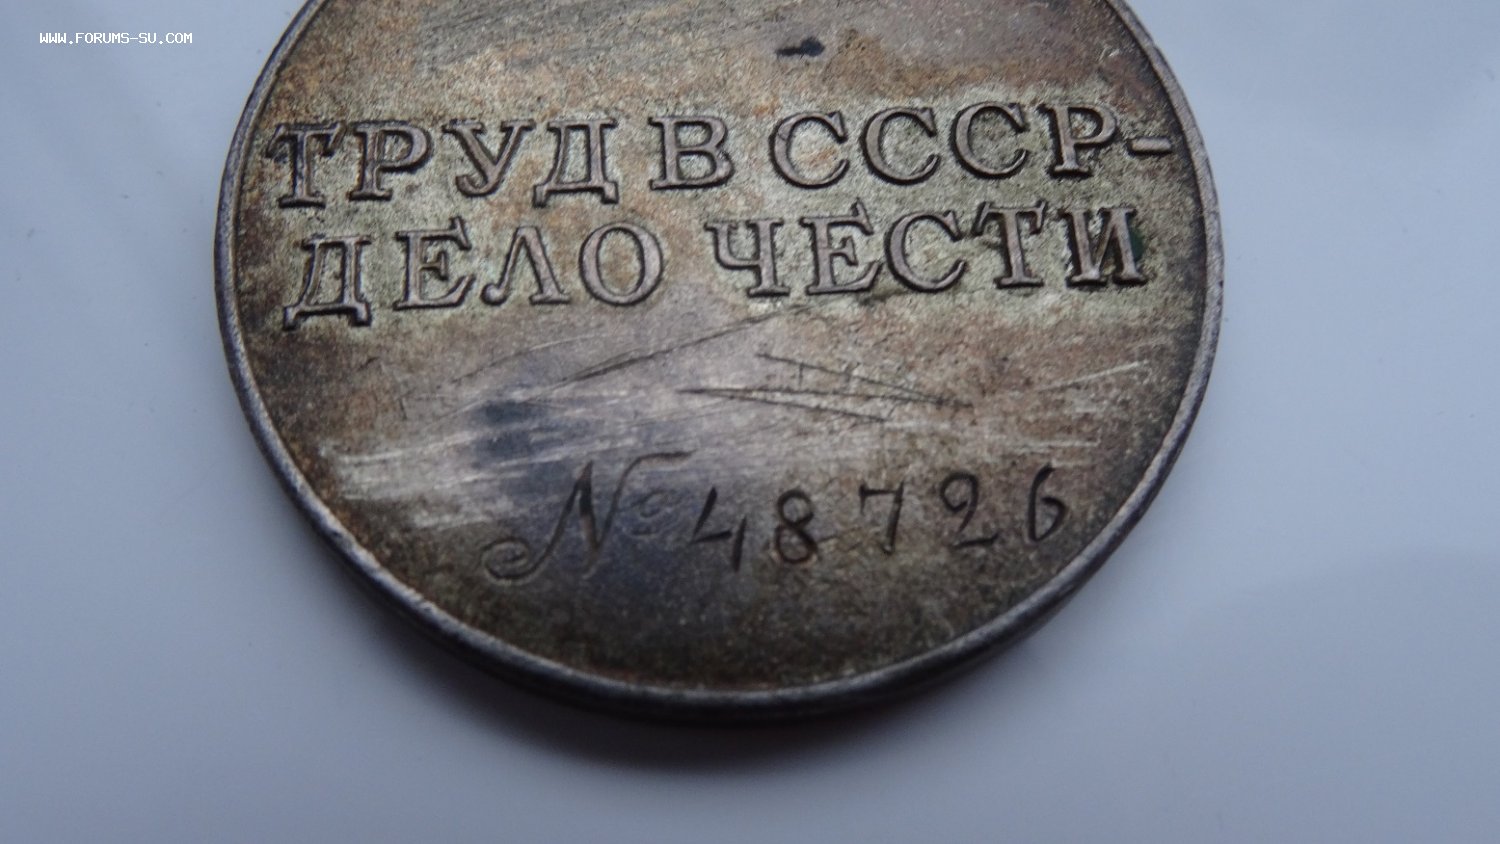 WWW.FORUMS-SU.COM
ТРУД В СССР-
ДЕЛО ЧЕСТИ
№ 48726